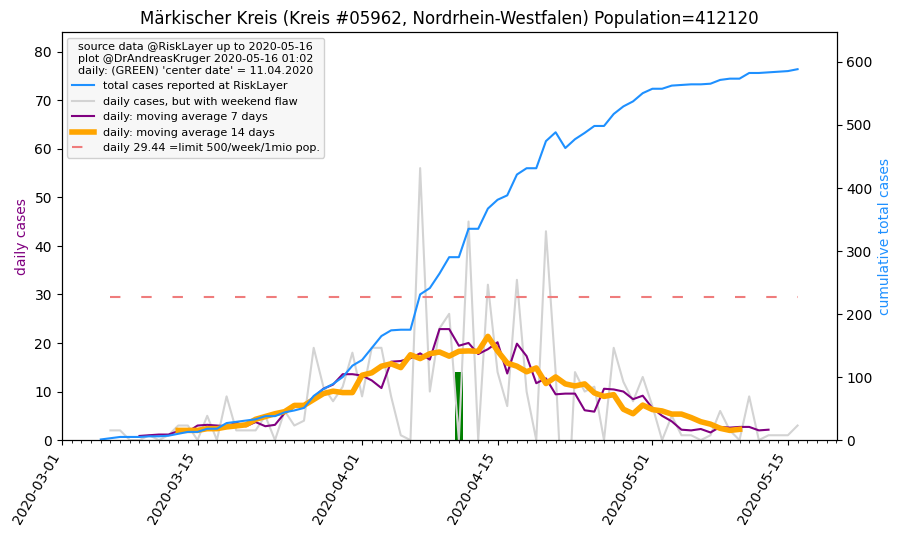 Märkischer Kreis (Kreis #05962, Nordrhein-Westfalen) Population=412120
source data @RiskLayer up to 2020-05-16
plot @DrAndreasKruger 2020-05-16 01:02
daily: (GREEN) 'center date' = 11.04.2020
total cases reported at RiskLayer
daily cases, but with weekend flaw
daily: moving average 7 days
daily: moving average 14 days
daily 29.44 =limit 500/week/1mio pop.
daily cases
80
70
60
50
40
30
20
10
0
cumulative total cases
600
500
400
300
200
100
0
2020-03-01
2020-03-15
2020-04-01
2020-04-15
2020-05-01
2020-05-15